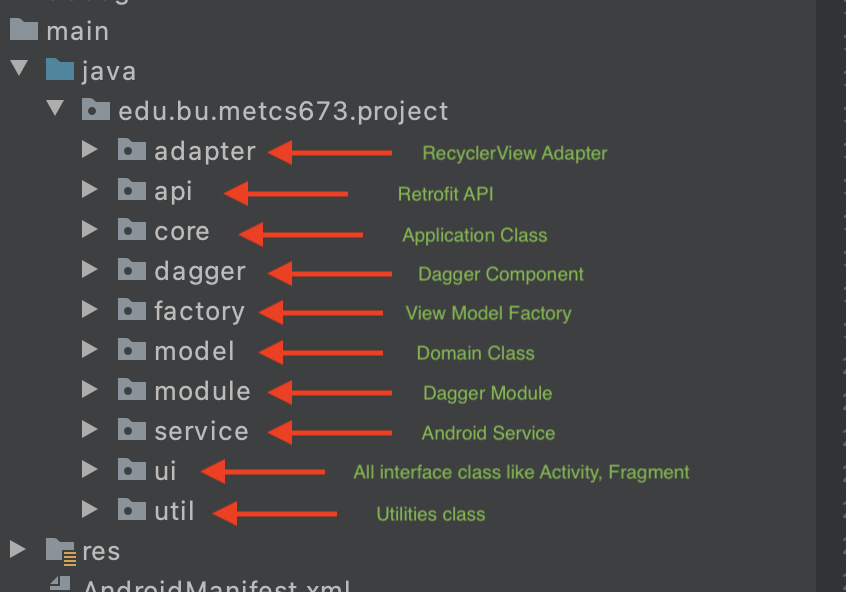 main
java
edu.bu.metcs673.project
adapter RecyclerView Adapter
api Retrofit API
core Application Class
dagger Dagger Component
factory View Model Factory
model Domain Class
module Dagger Module
service Android Service
ui All interface class like Activity, Fragment
util Utilities class
res
AndroidManifest.xml